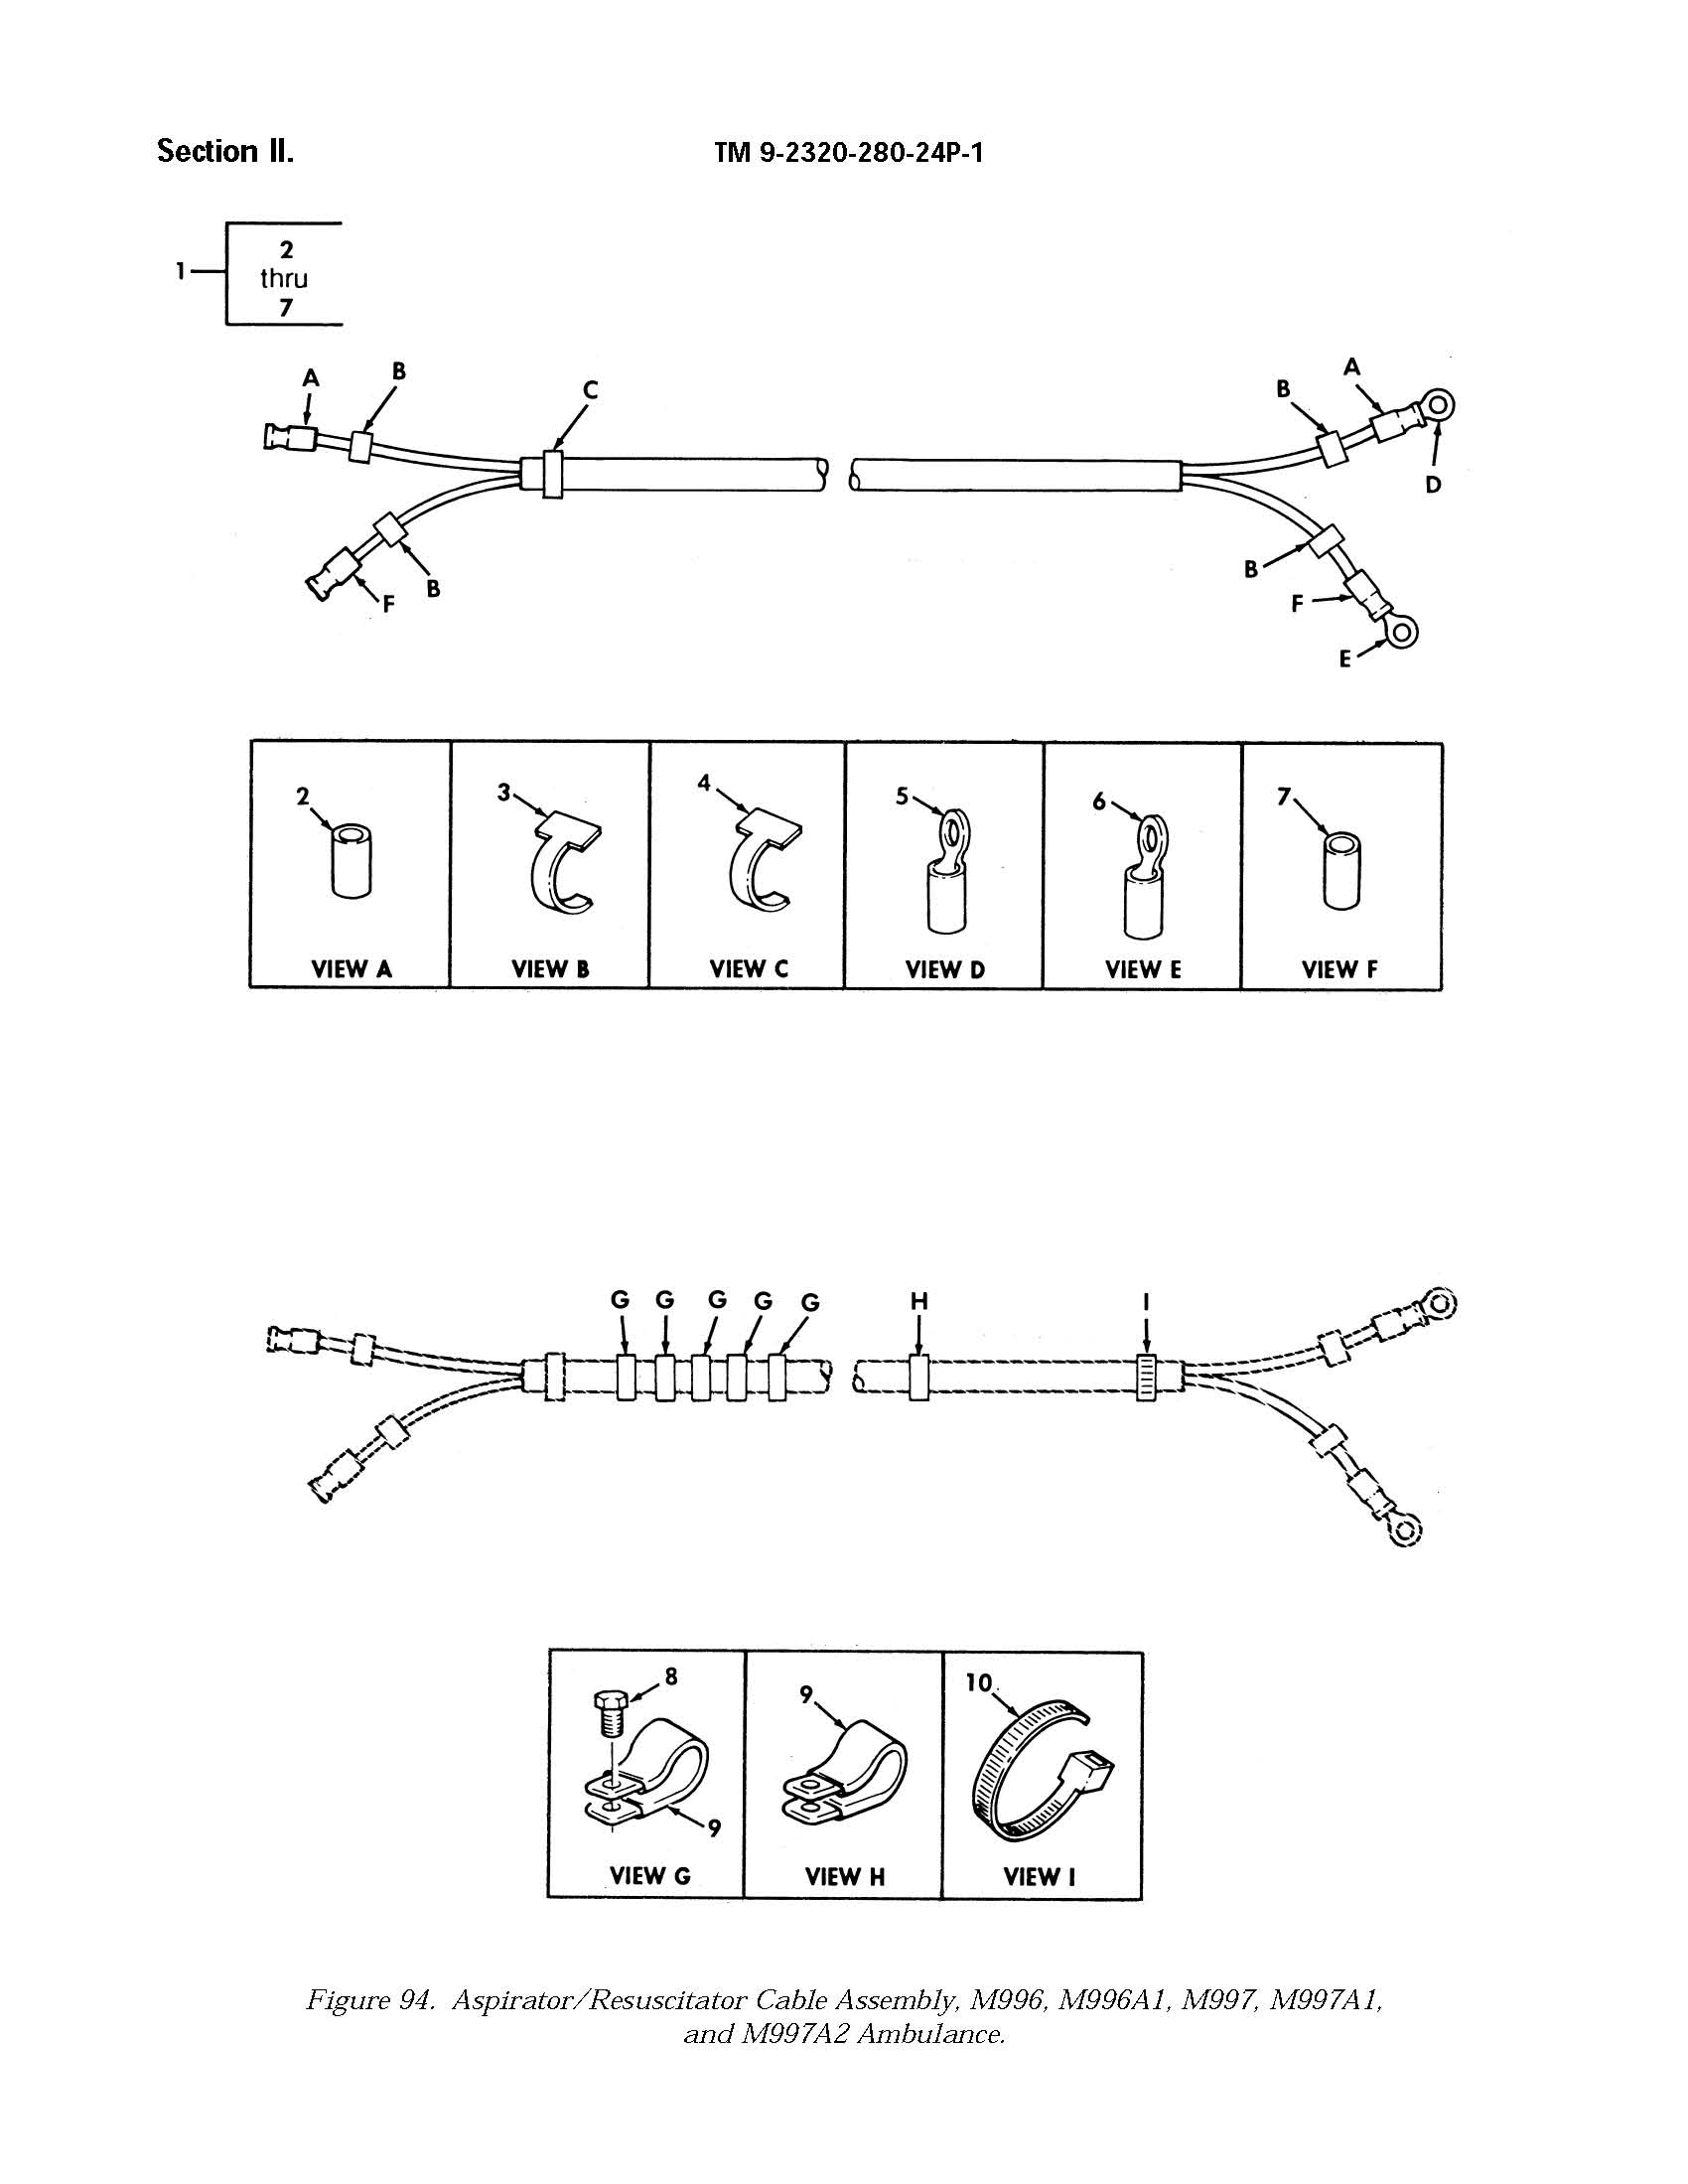 Section II.
TM 9-2320-280-24P-1
1
2
thru
7
A
B
C
B
A
D
B
F
B
F
E
2
3
4
5
6
7
VIEW A
VIEW B
VIEW C
VIEW D
VIEW E
VIEW F
G G G G G H I
8
9
9
10
VIEW G
VIEW H
VIEW I
Figure 94. Aspirator/Resuscitator Cable Assembly, M996, M996A1, M997, M997A1,
and M997A2 Ambulance.